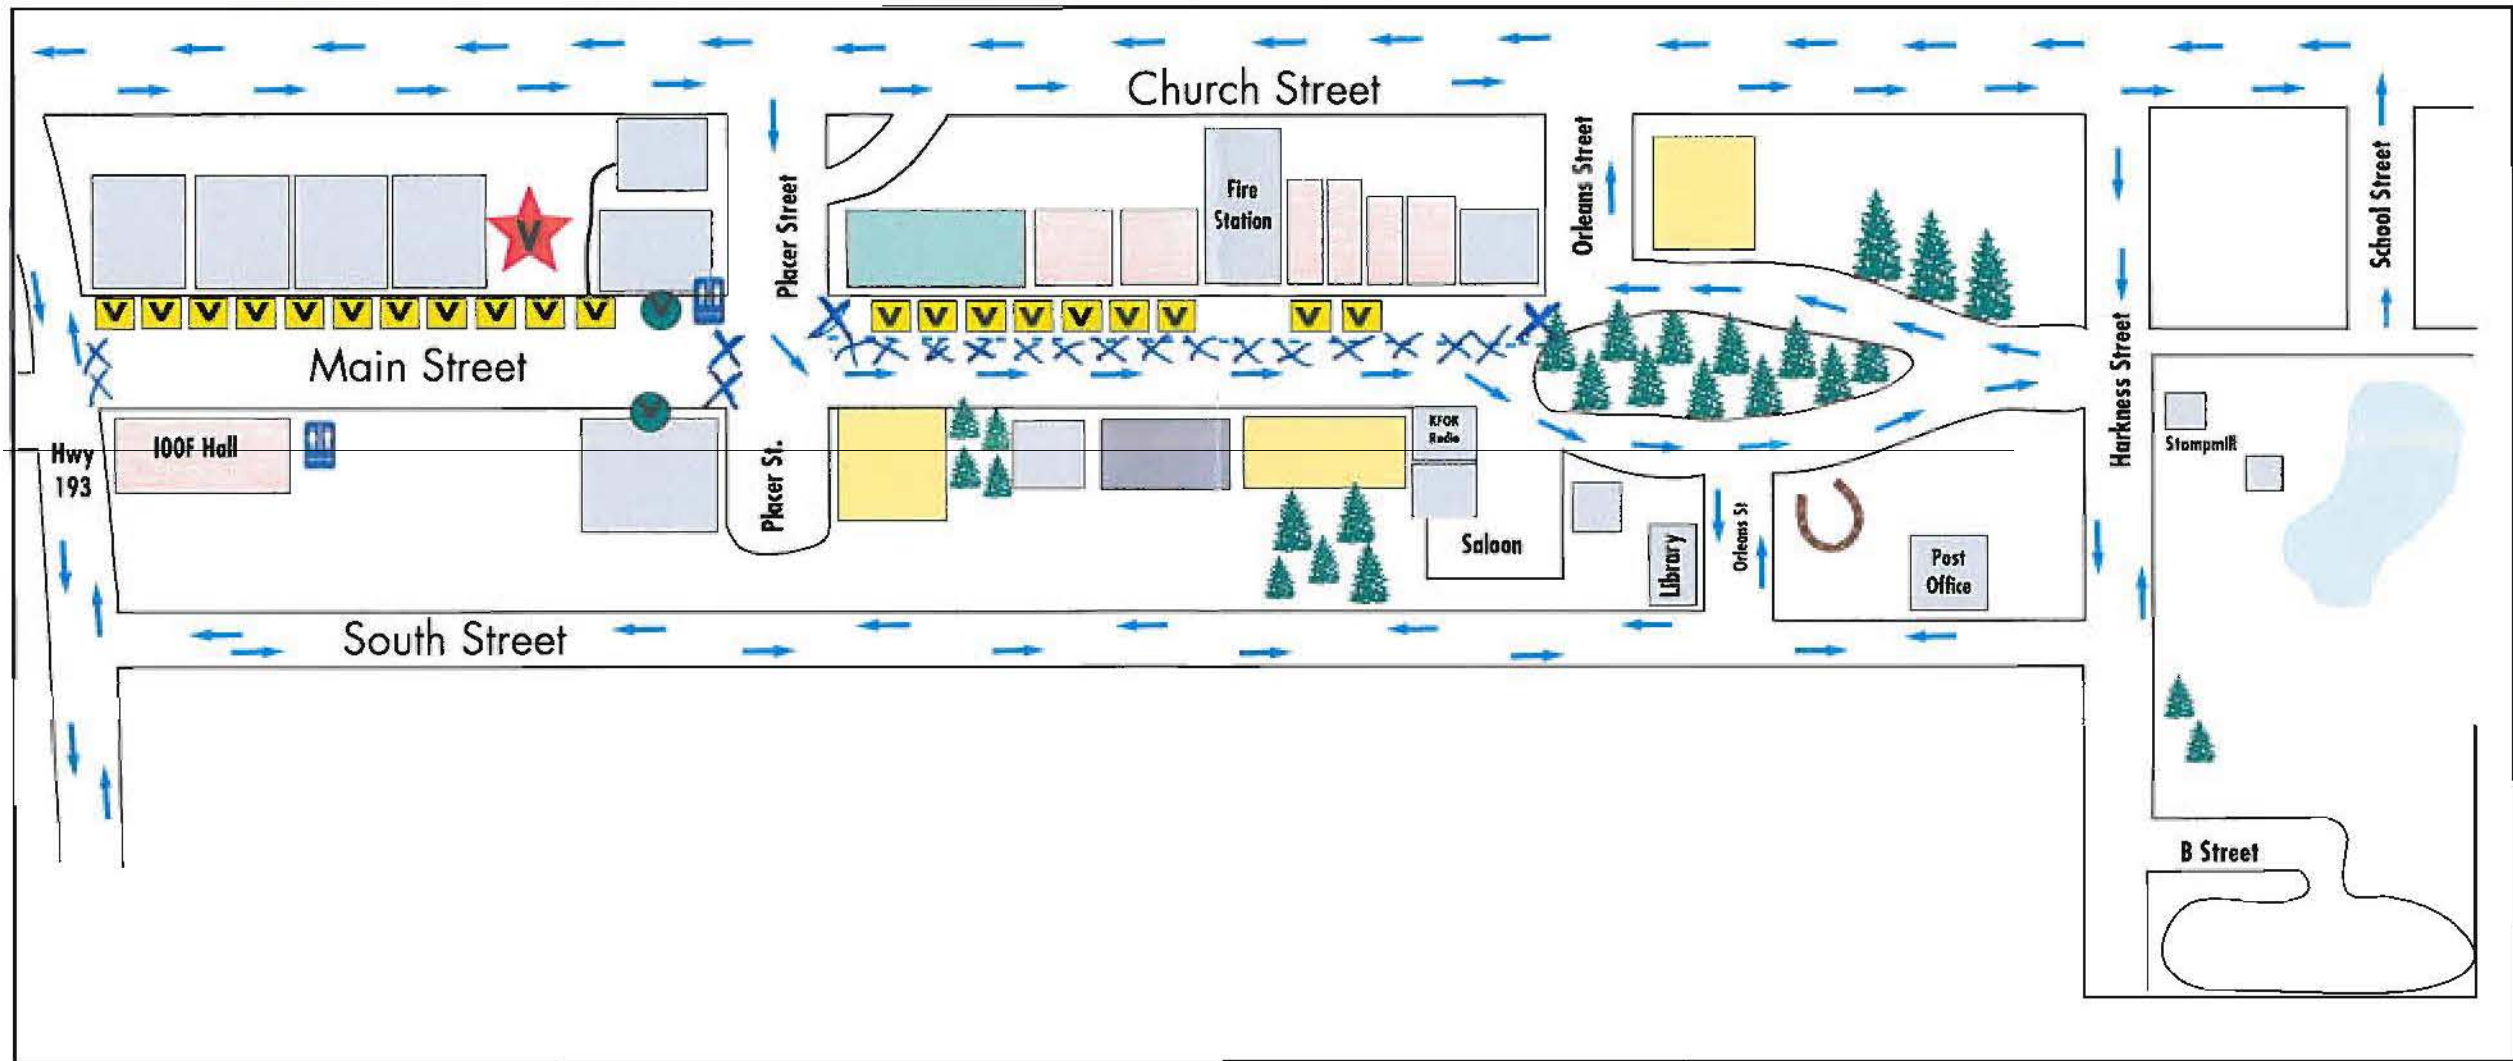 Church Street
Placer Street
Fire
Station
Orleans Street
School Street
V
V V V V V V V V V V V
V
V V V V V V V
V V
Main Street
Harkness Street
IOOF Hall
V
Hwy
193
Placer St.
KFOK
Radio
Stampmill
Saloon
Library
Orleans St
Post
Office
South Street
B Street